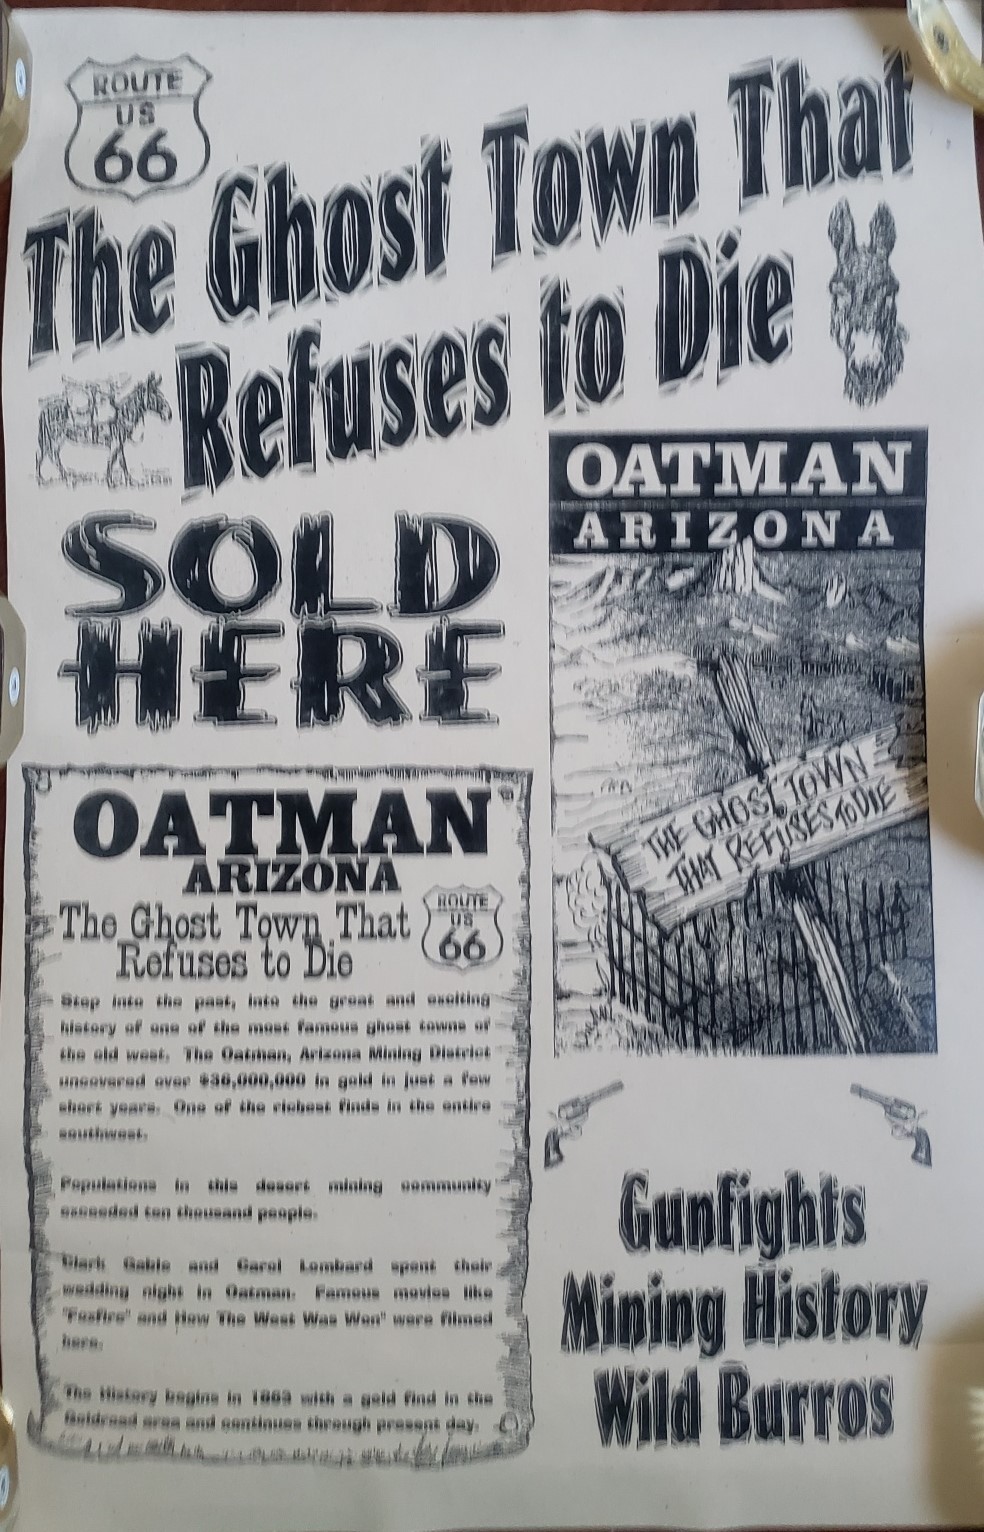 ROUTE
US
66
The Ghost Town That
Refuses to Die
SOLD
HERE
OATMAN
ARIZONA
THE GHOST TOWN
THAT REFUSES TO DIE
OATMAN
ARIZONA
The Ghost Town That
Refuses to Die
ROUTE
US
66
Step into the past, into the great and exciting
history of one of the most famous ghost towns of
the old west. The Oatman, Arizona Mining District
uncovered over $36,000,000 in gold in just a few
short years. One of the richest finds in the entire
southwest.
Populations in this desert mining community
exceeded ten thousand people.
Clark Gable and Carol Lombard spent their
wedding night in Oatman. Famous movies like
"Foxfire" and How The West Was Won" were filmed
here.
The History begins in 1863 with a gold find in the
Goldroad area and continues through present day.
Gunfights
Mining History
Wild Burros